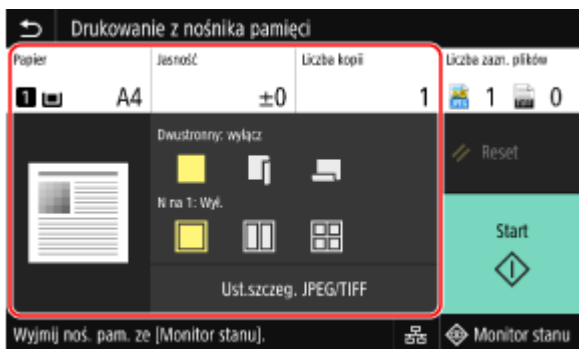 Drukowanie z nośnika pamięci
Papier
Jasność
Liczba kopii
Liczba zazn. plików
1 A4
±0
1
1
0
Dwustronny: wyłącz
N na 1: Wył.
Ust.szczeg. JPEG/TIFF
Reset
Start
Wyjmij noś. pam. ze [Monitor stanu].
Monitor stanu